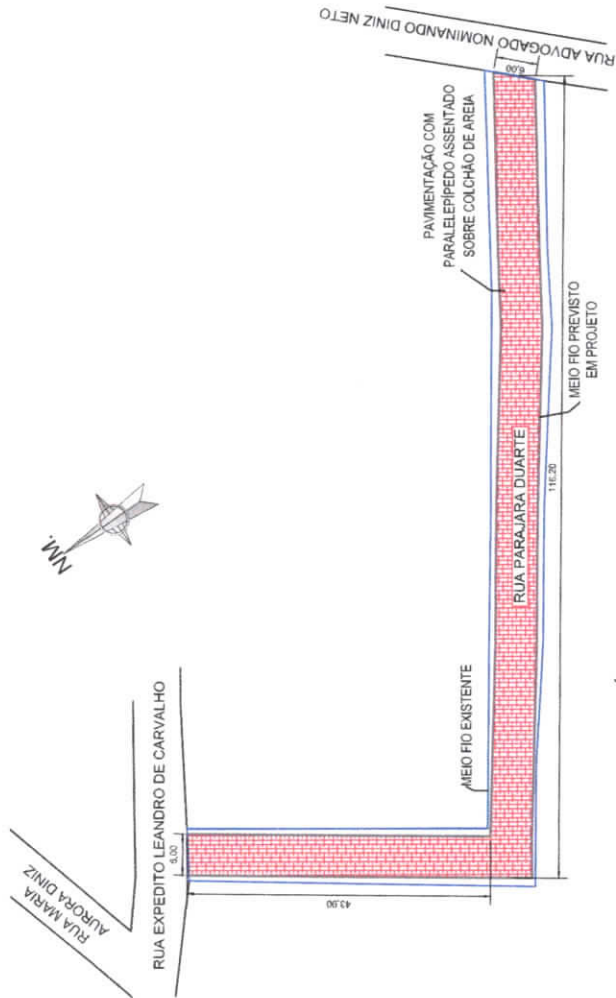 RUA ADVOGADO NOMINANDO DINIZ NETO
6,00
PAVIMENTAÇÃO COM
PARALELEPÍPEDO ASSENTADO
SOBRE COLCHÃO DE AREIA
NM.
RUA MARIA
AURORA DINIZ
RUA EXPEDITO LEANDRO DE CARVALHO
MEIO FIO EXISTENTE
RUA PARAJARA DUARTE
MEIO FIO PREVISTO
EM PROJETO
116,20
43,90